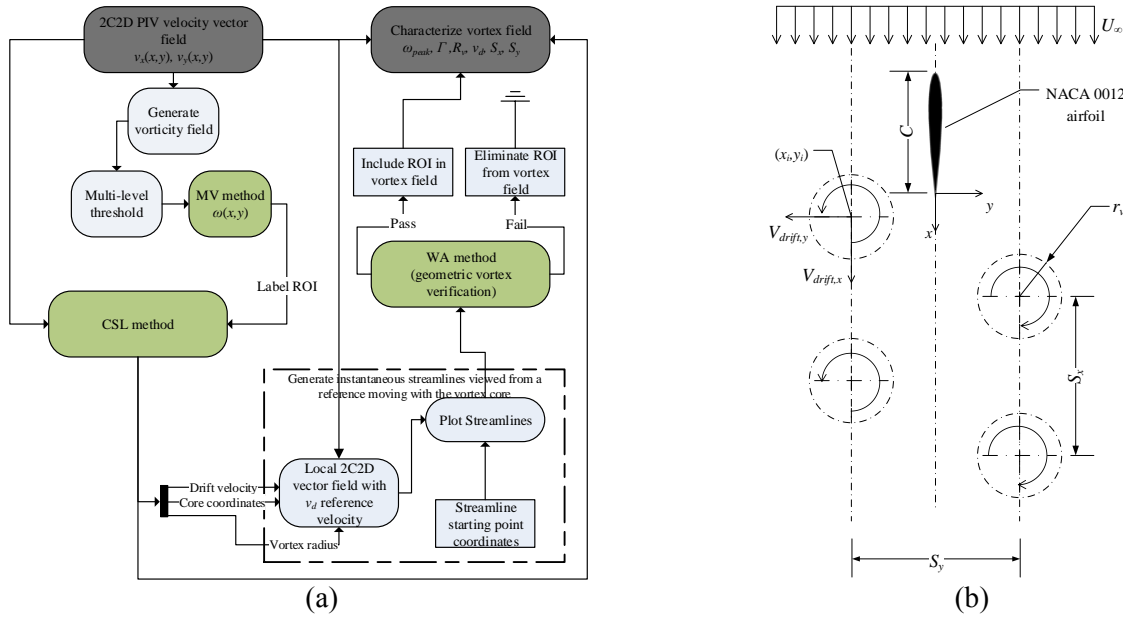 2C2D PIV velocity vector
field
vx(x,y), vy(x,y)
Characterize vortex field
ωpeak, Γ ,Rv, vd, Sx, Sy
Generate
vorticity field
Multi-level
threshold
MV method
ω(x,y)
Include ROI in
vortex field
Eliminate ROI
from vortex
field
Pass
Fail
WA method
(geometric vortex
verification)
Label ROI
CSL method
Generate instantaneous streamlines viewed from a
reference moving with the vortex core
Plot Streamlines
Local 2C2D
vector field with
vd reference
velocity
Drift velocity
Core coordinates
Vortex radius
Streamline
starting point
coordinates
(a)
U∞
NACA 0012
airfoil
C
(xi,yi)
y
x
rv
Vdrift,y
Vdrift,x
Sx
Sy
(b)